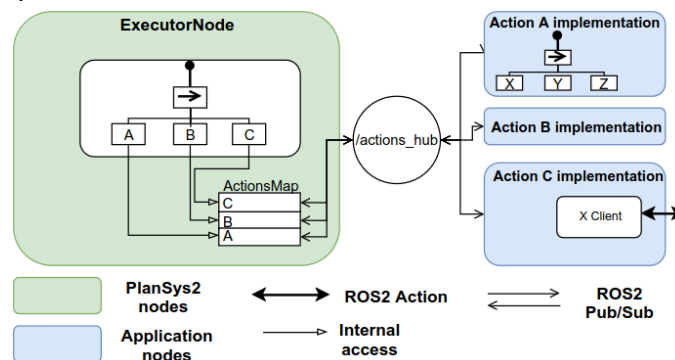 ExecutorNode
A
B
C
ActionsMap
C
B
A
/actions_hub
Action A implementation
X
Y
Z
Action B implementation
Action C implementation
X Client
PlanSys2
nodes
ROS2 Action
ROS2
Pub/Sub
Application
nodes
Internal
access